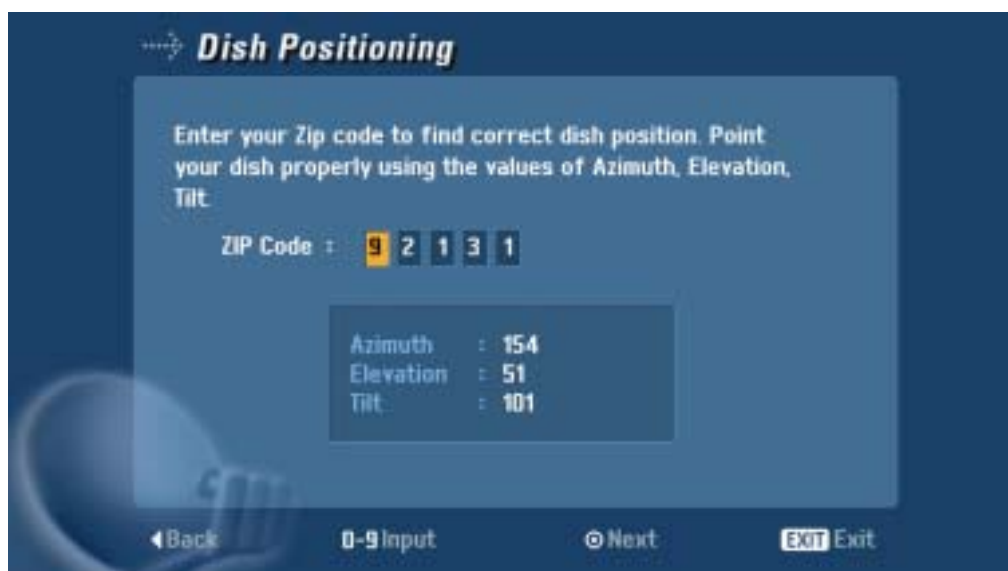 Dish Positioning
Enter your Zip code to find correct dish position. Point
your dish properly using the values of Azimuth, Elevation,
Tilt.
ZIP Code : 9 2 1 3 1
Azimuth : 154
Elevation : 51
Tilt : 101
Back 0-9 Input Next EXIT Exit